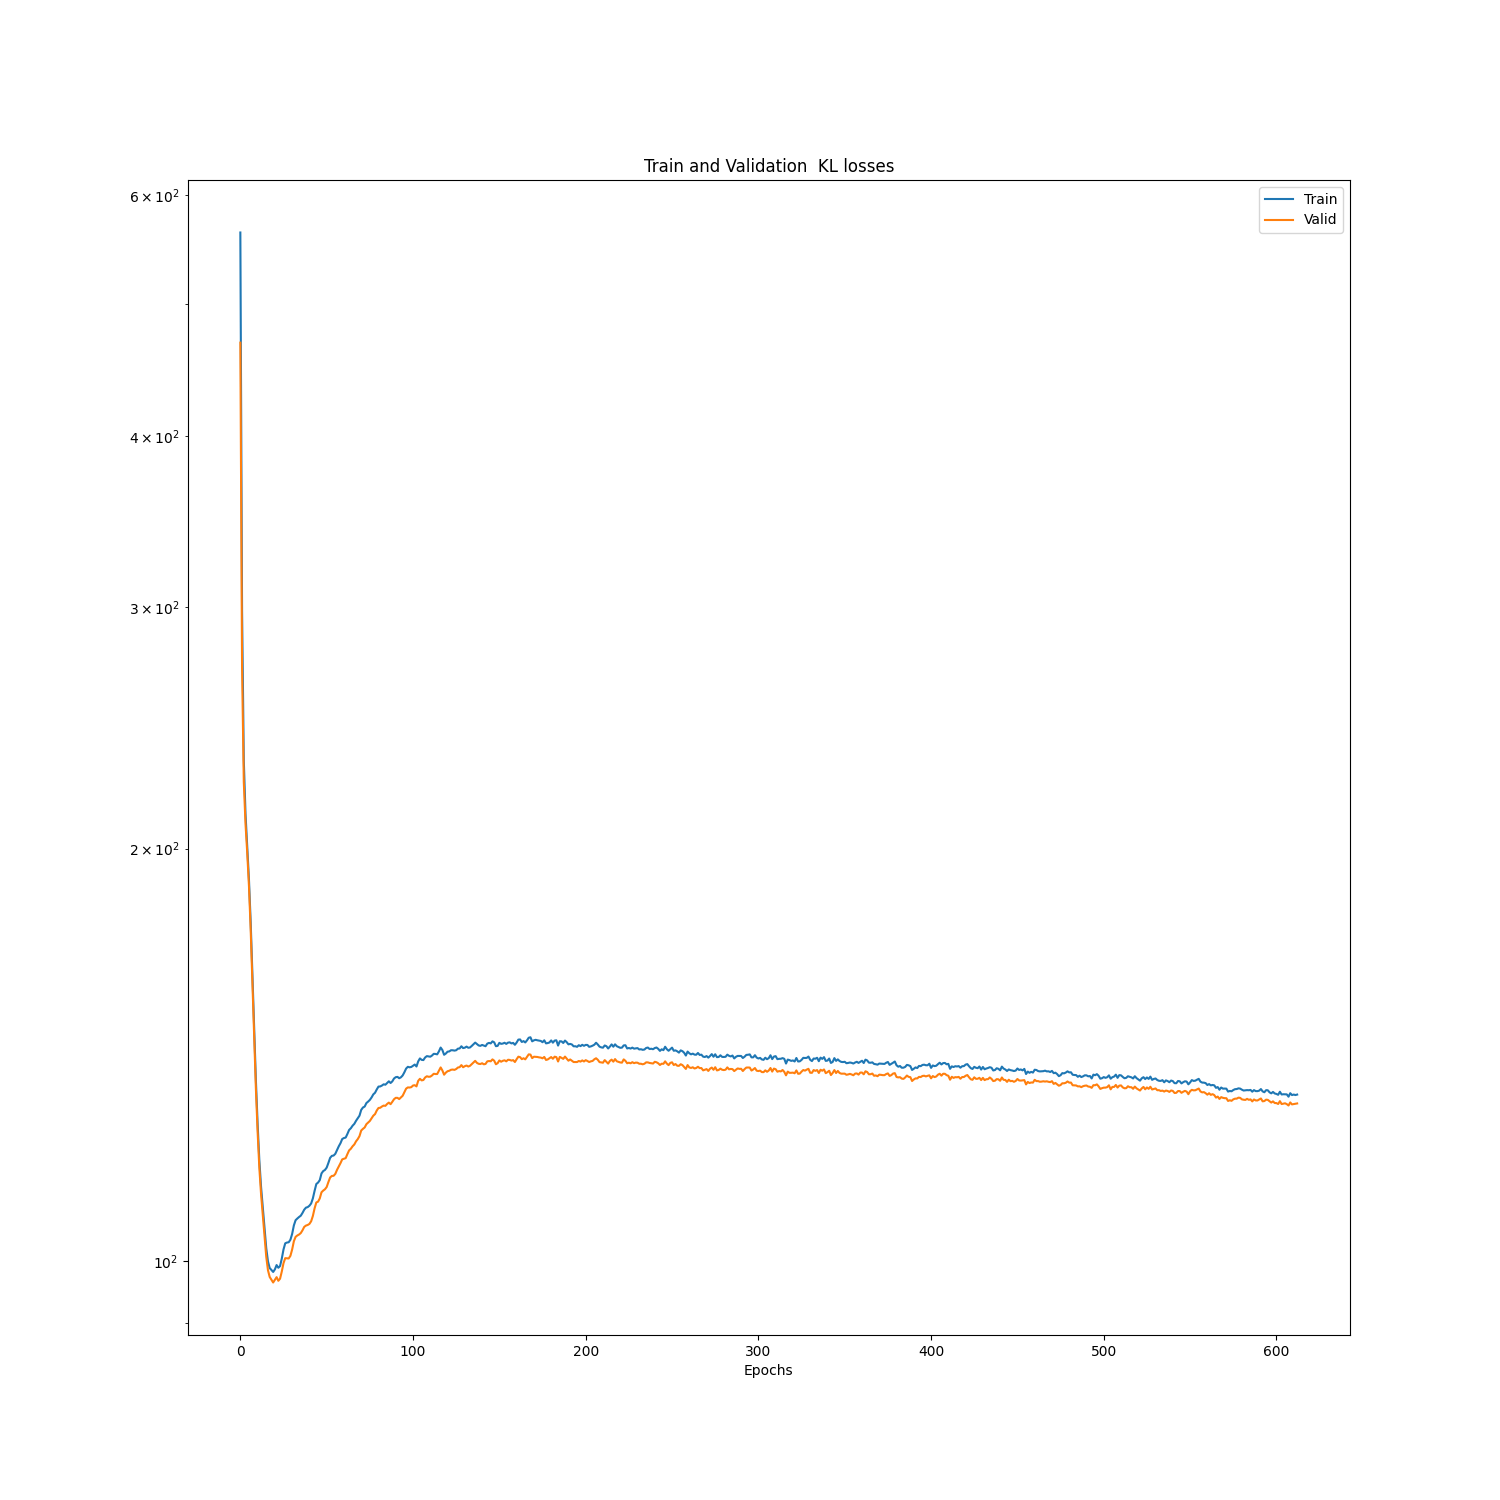 Train and Validation  KL losses
6 × 10²
4 × 10²
3 × 10²
2 × 10²
10²
Train
Valid
0 100 200 300 400 500 600
Epochs